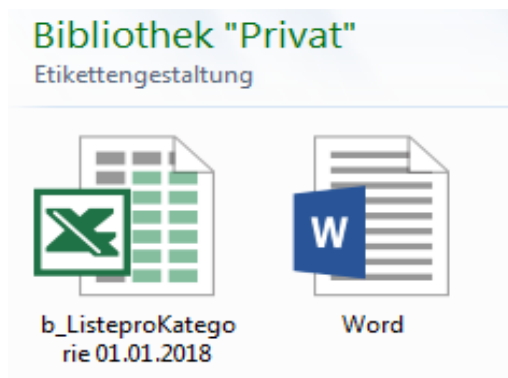 Bibliothek "Privat"
Etikettengestaltung
b_ListeproKatego
rie 01.01.2018
W
Word